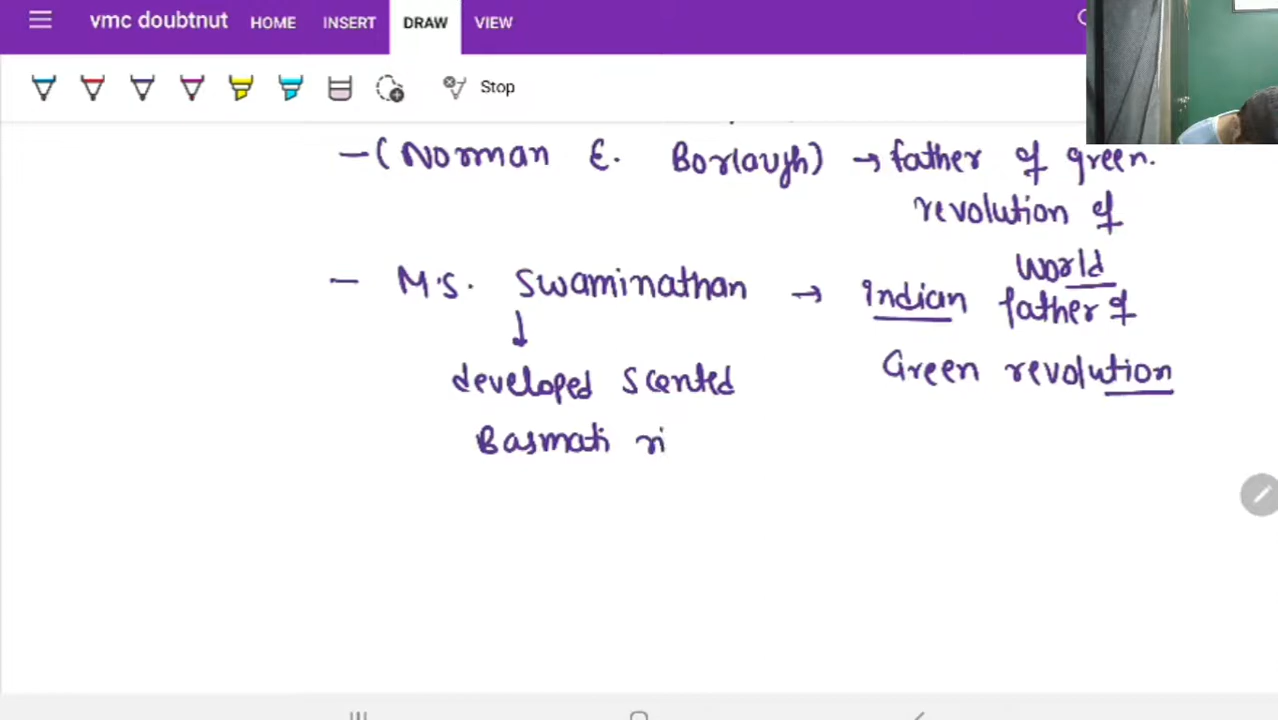 vmc doubtnut HOME INSERT DRAW VIEW
Stop
– (Norman E. Borlaugh) → father of green.
revolution of
World
– M.S. Swaminathan → Indian father of
Green revolution
↓
developed Scented
Basmati ri